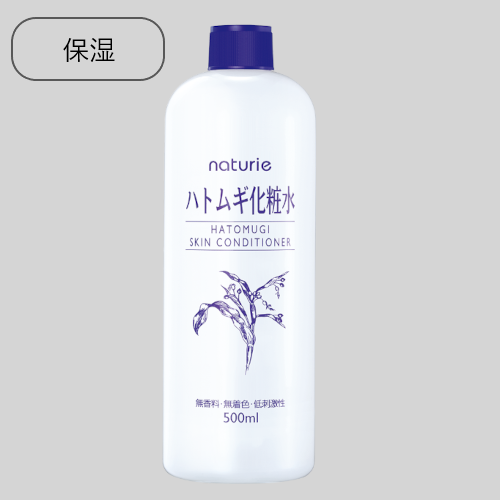 保湿
naturie
ハトムギ化粧水
HATOMUGI
SKIN CONDITIONER
無香料・無着色・低刺激性
500ml